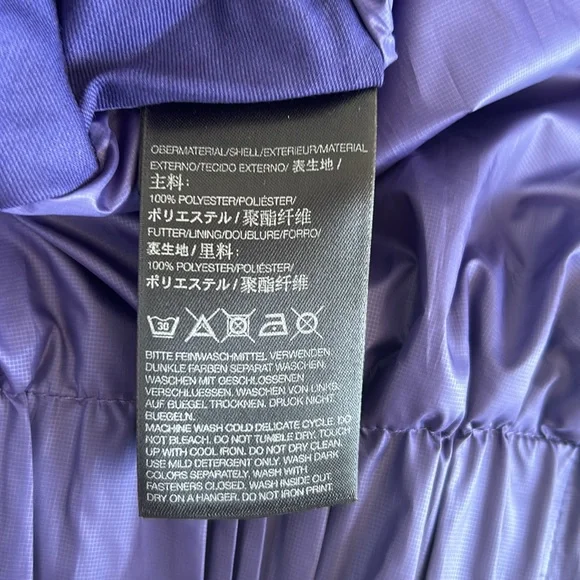 OBERMATERIAL/SHELL/EXTERIEUR/MATERIAL
EXTERNO/TECIDO EXTERNO/ 表生地/
主料:
100% POLYESTER/POLIÉSTER/
ポリエステル/聚酯纤维
FUTTER/LINING/DOUBLURE/FORRO/
裏生地/里料:
100% POLYESTER/POLIÉSTER/
ポリエステル/聚酯纤维
30
BITTE FEINWASCHMITTEL VERWENDEN.
DUNKLE FARBEN SEPARAT WASCHEN.
WASCHEN MIT GESCHLOSSENEN
VERSCHLUESSEN. WASCHEN VON LINKS.
AUF BUEGEL TROCKNEN. DRUCK NICHT
BUEGELN.
MACHINE WASH COLD DELICATE CYCLE. DO
NOT BLEACH. DO NOT TUMBLE DRY. TOUCH
UP WITH COOL IRON. DO NOT DRY CLEAN.
USE MILD DETERGENT ONLY. WASH DARK
COLORS SEPARATELY. WASH WITH
FASTENERS CLOSED. WASH INSIDE OUT.
DRY ON A HANGER. DO NOT IRON PRINT.